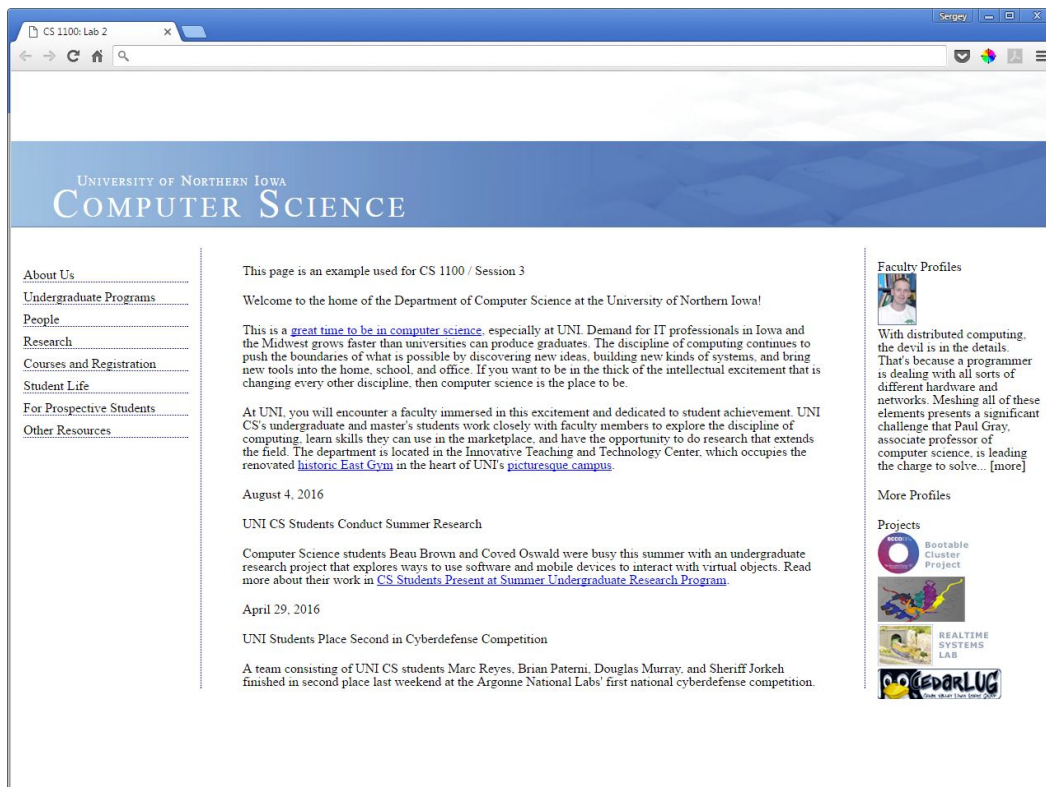 Sergey
CS 1100: Lab 2
UNIVERSITY OF NORTHERN IOWA
COMPUTER SCIENCE
About Us
Undergraduate Programs
People
Research
Courses and Registration
Student Life
For Prospective Students
Other Resources
This page is an example used for CS 1100 / Session 3
Welcome to the home of the Department of Computer Science at the University of Northern Iowa!
This is a great time to be in computer science, especially at UNI. Demand for IT professionals in Iowa and
the Midwest grows faster than universities can produce graduates. The discipline of computing continues to
push the boundaries of what is possible by discovering new ideas, building new kinds of systems, and bring
new tools into the home, school, and office. If you want to be in the thick of the intellectual excitement that is
changing every other discipline, then computer science is the place to be.
At UNI, you will encounter a faculty immersed in this excitement and dedicated to student achievement. UNI
CS's undergraduate and master's students work closely with faculty members to explore the discipline of
computing, learn skills they can use in the marketplace, and have the opportunity to do research that extends
the field. The department is located in the Innovative Teaching and Technology Center, which occupies the
renovated historic East Gym in the heart of UNI's picturesque campus.
August 4, 2016
UNI CS Students Conduct Summer Research
Computer Science students Beau Brown and Coved Oswald were busy this summer with an undergraduate
research project that explores ways to use software and mobile devices to interact with virtual objects. Read
more about their work in CS Students Present at Summer Undergraduate Research Program.
April 29, 2016
UNI Students Place Second in Cyberdefense Competition
A team consisting of UNI CS students Marc Reyes, Brian Paterni, Douglas Murray, and Sheriff Jorkeh
finished in second place last weekend at the Argonne National Labs' first national cyberdefense competition.
Faculty Profiles
With distributed computing,
the devil is in the details.
That's because a programmer
is dealing with all sorts of
different hardware and
networks. Meshing all of these
elements presents a significant
challenge that Paul Gray,
associate professor of
computer science, is leading
the charge to solve... [more]
More Profiles
Projects
Bootable
Cluster
Project
REALTIME
SYSTEMS
LAB
CEDARLUG